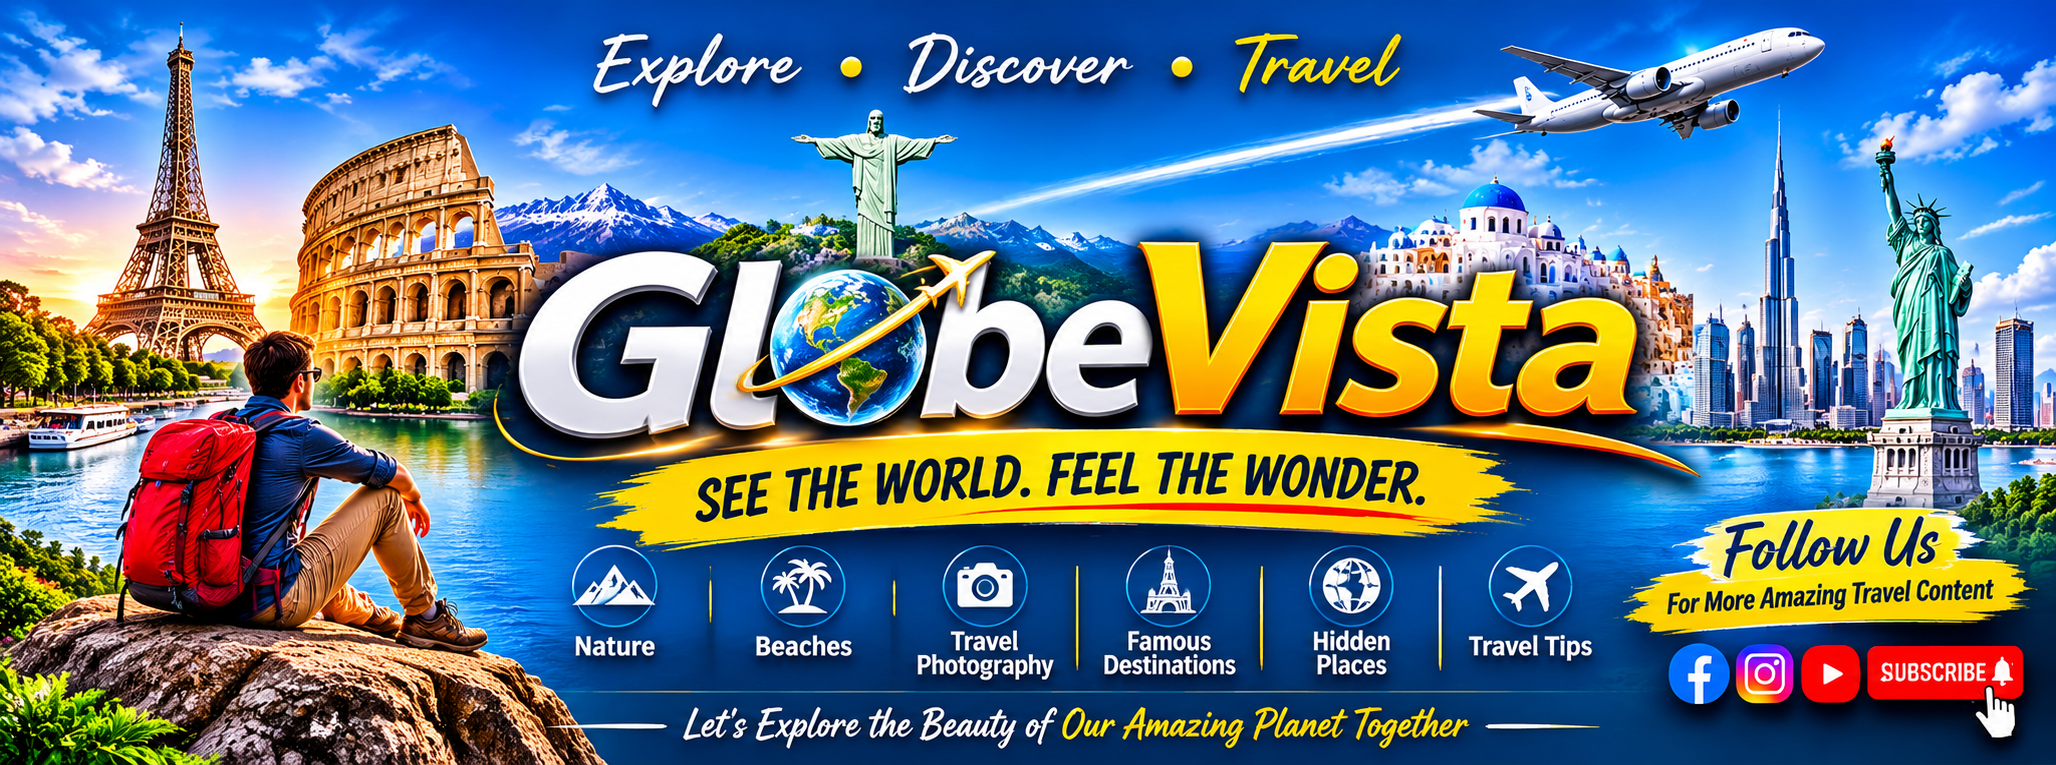 Explore • Discover • Travel
GlobeVista
SEE THE WORLD. FEEL THE WONDER.
Nature
Beaches
Travel
Photography
Famous
Destinations
Hidden
Places
Travel Tips
Let's Explore the Beauty of Our Amazing Planet Together
Follow Us
For More Amazing Travel Content
SUBSCRIBE